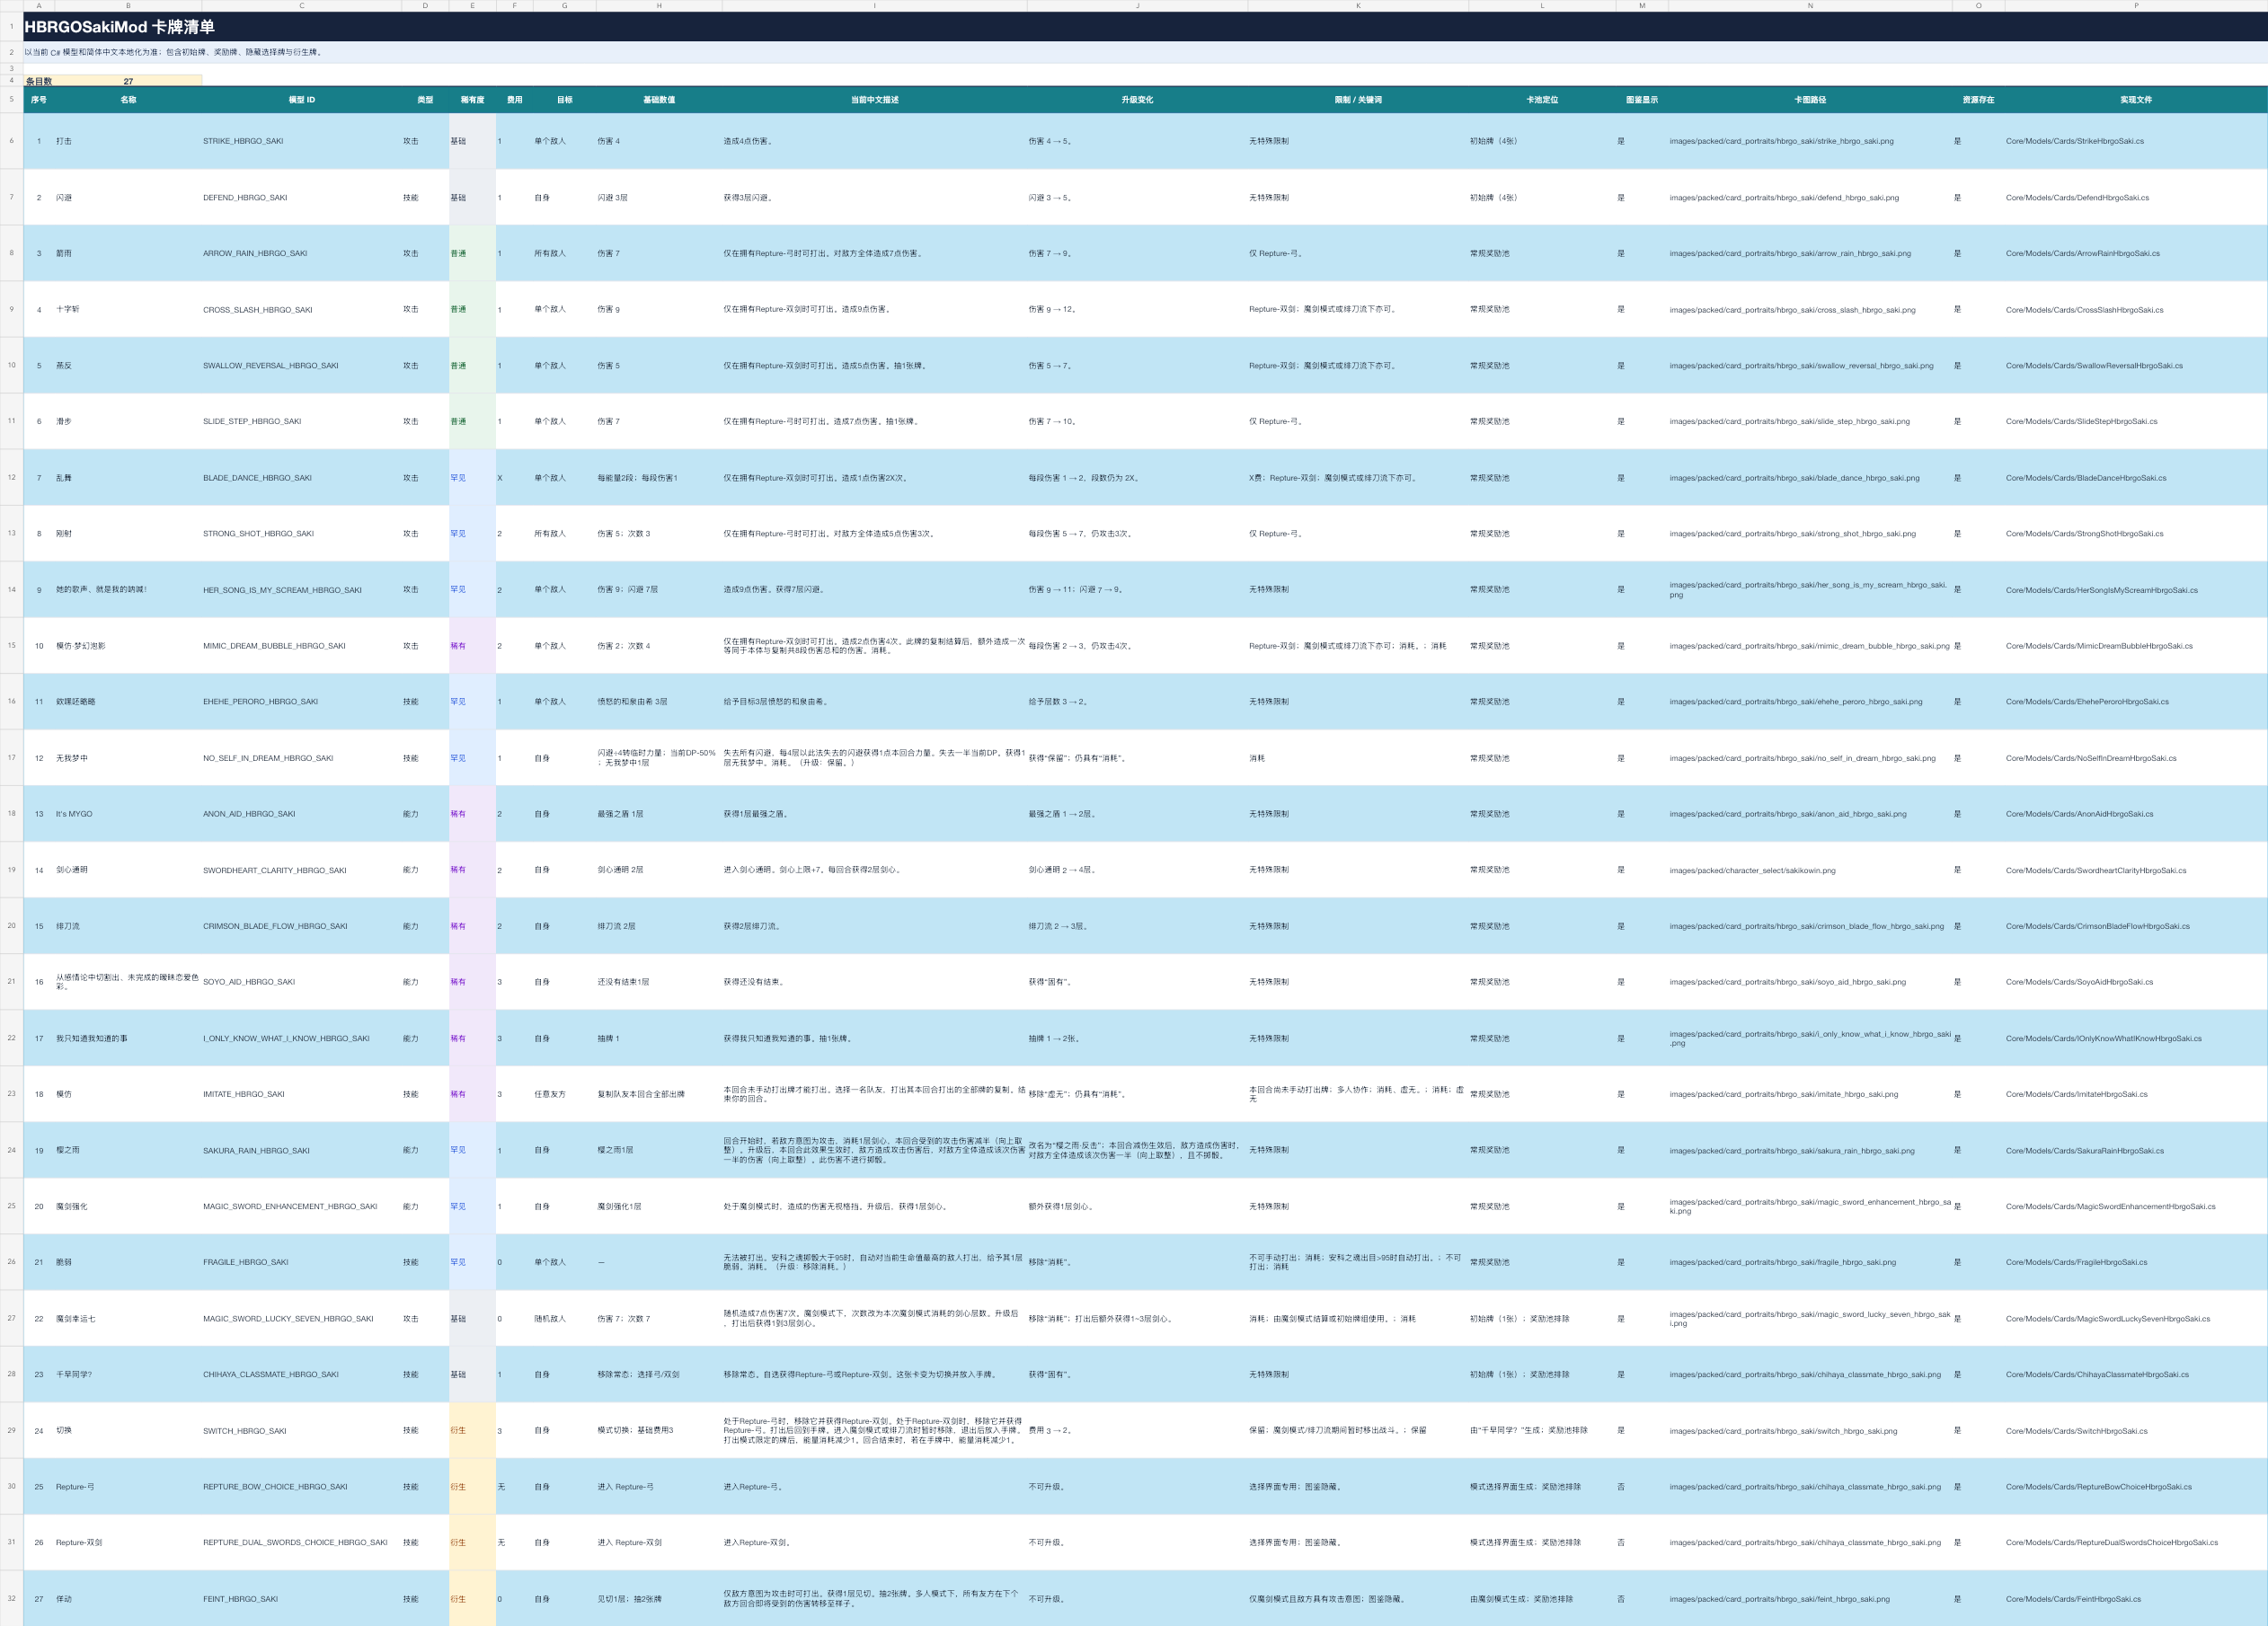 A B C D E F G H I J K L M N O P
1 HBRGOSakiMod 卡牌清单
2 以当前 C# 模型和简体中文本地化为准；包含初始牌、奖励牌、隐藏选择牌与衍生牌。
3
4 条目数 27
5 序号 名称 模型 ID 类型 稀有度 费用 目标 基础数值 当前中文描述 升级变化 限制 / 关键词 卡池定位 图鉴显示 卡图路径 资源存在 实现文件
6 1 打击 STRIKE_HBRGO_SAKI 攻击 基础 1 单个敌人 伤害 4 造成4点伤害。 伤害 4 → 5。 无特殊限制 初始牌（4张） 是 images/packed/card_portraits/hbrgo_saki/strike_hbrgo_saki.png 是 Core/Models/Cards/StrikeHbrgoSaki.cs
7 2 闪避 DEFEND_HBRGO_SAKI 技能 基础 1 自身 闪避 3层 获得3层闪避。 闪避 3 → 5。 无特殊限制 初始牌（4张） 是 images/packed/card_portraits/hbrgo_saki/defend_hbrgo_saki.png 是 Core/Models/Cards/DefendHbrgoSaki.cs
8 3 箭雨 ARROW_RAIN_HBRGO_SAKI 攻击 普通 1 所有敌人 伤害 7 仅在拥有Repture-弓时可打出。对敌方全体造成7点伤害。 伤害 7 → 9。 仅 Repture-弓。 常规奖励池 是 images/packed/card_portraits/hbrgo_saki/arrow_rain_hbrgo_saki.png 是 Core/Models/Cards/ArrowRainHbrgoSaki.cs
9 4 十字斩 CROSS_SLASH_HBRGO_SAKI 攻击 普通 1 单个敌人 伤害 9 仅在拥有Repture-双剑时可打出。造成9点伤害。 伤害 9 → 12。 Repture-双剑；魔剑模式或绯刀流下亦可。 常规奖励池 是 images/packed/card_portraits/hbrgo_saki/cross_slash_hbrgo_saki.png 是 Core/Models/Cards/CrossSlashHbrgoSaki.cs
10 5 燕反 SWALLOW_REVERSAL_HBRGO_SAKI 攻击 普通 1 单个敌人 伤害 5 仅在拥有Repture-双剑时可打出。造成5点伤害。抽1张牌。 伤害 5 → 7。 Repture-双剑；魔剑模式或绯刀流下亦可。 常规奖励池 是 images/packed/card_portraits/hbrgo_saki/swallow_reversal_hbrgo_saki.png 是 Core/Models/Cards/SwallowReversalHbrgoSaki.cs
11 6 滑步 SLIDE_STEP_HBRGO_SAKI 攻击 普通 1 单个敌人 伤害 7 仅在拥有Repture-弓时可打出。造成7点伤害。抽1张牌。 伤害 7 → 10。 仅 Repture-弓。 常规奖励池 是 images/packed/card_portraits/hbrgo_saki/slide_step_hbrgo_saki.png 是 Core/Models/Cards/SlideStepHbrgoSaki.cs
12 7 乱舞 BLADE_DANCE_HBRGO_SAKI 攻击 罕见 X 单个敌人 每能量2段；每段伤害1 仅在拥有Repture-双剑时可打出。造成1点伤害2X次。 每段伤害 1 → 2，段数仍为 2X。 X费；Repture-双剑；魔剑模式或绯刀流下亦可。 常规奖励池 是 images/packed/card_portraits/hbrgo_saki/blade_dance_hbrgo_saki.png 是 Core/Models/Cards/BladeDanceHbrgoSaki.cs
13 8 刚射 STRONG_SHOT_HBRGO_SAKI 攻击 罕见 2 所有敌人 伤害 5；次数 3 仅在拥有Repture-弓时可打出。对敌方全体造成5点伤害3次。 每段伤害 5 → 7，仍攻击3次。 仅 Repture-弓。 常规奖励池 是 images/packed/card_portraits/hbrgo_saki/strong_shot_hbrgo_saki.png 是 Core/Models/Cards/StrongShotHbrgoSaki.cs
14 9 她的歌声、就是我的呐喊！ HER_SONG_IS_MY_SCREAM_HBRGO_SAKI 攻击 罕见 2 单个敌人 伤害 9；闪避 7层 造成9点伤害。获得7层闪避。 伤害 9 → 11；闪避 7 → 9。 无特殊限制 常规奖励池 是 images/packed/card_portraits/hbrgo_saki/her_song_is_my_scream_hbrgo_saki.
png 是 Core/Models/Cards/HerSongIsMyScreamHbrgoSaki.cs
15 10 模仿·梦幻泡影 MIMIC_DREAM_BUBBLE_HBRGO_SAKI 攻击 稀有 2 单个敌人 伤害 2；次数 4 仅在拥有Repture-双剑时可打出。造成2点伤害4次。此牌的复制结算后，额外造成一次
等同于本体与复制共8段伤害总和的伤害。消耗。 每段伤害 2 → 3，仍攻击4次。 Repture-双剑；魔剑模式或绯刀流下亦可；消耗。；消耗 常规奖励池 是 images/packed/card_portraits/hbrgo_saki/mimic_dream_bubble_hbrgo_saki.png 是 Core/Models/Cards/MimicDreamBubbleHbrgoSaki.cs
16 11 欸嘿呸咯咯 EHEHE_PERORO_HBRGO_SAKI 技能 罕见 1 单个敌人 愤怒的和泉由希 3层 给予目标3层愤怒的和泉由希。 给予层数 3 → 2。 无特殊限制 常规奖励池 是 images/packed/card_portraits/hbrgo_saki/ehehe_peroro_hbrgo_saki.png 是 Core/Models/Cards/EhehePeroroHbrgoSaki.cs
17 12 无我梦中 NO_SELF_IN_DREAM_HBRGO_SAKI 技能 罕见 1 自身 闪避÷4转临时力量；当前DP-50%
；无我梦中1层 失去所有闪避，每4层以此法失去的闪避获得1点本回合力量。失去一半当前DP。获得1
层无我梦中。消耗。（升级：保留。） 获得“保留”；仍具有“消耗”。 消耗 常规奖励池 是 images/packed/card_portraits/hbrgo_saki/no_self_in_dream_hbrgo_saki.png 是 Core/Models/Cards/NoSelfInDreamHbrgoSaki.cs
18 13 It's MYGO ANON_AID_HBRGO_SAKI 能力 稀有 2 自身 最强之盾 1层 获得1层最强之盾。 最强之盾 1 → 2层。 无特殊限制 常规奖励池 是 images/packed/card_portraits/hbrgo_saki/anon_aid_hbrgo_saki.png 是 Core/Models/Cards/AnonAidHbrgoSaki.cs
19 14 剑心通明 SWORDHEART_CLARITY_HBRGO_SAKI 能力 稀有 2 自身 剑心通明 2层 进入剑心通明。剑心上限+7。每回合获得2层剑心。 剑心通明 2 → 4层。 无特殊限制 常规奖励池 是 images/packed/character_select/sakikowin.png 是 Core/Models/Cards/SwordheartClarityHbrgoSaki.cs
20 15 绯刀流 CRIMSON_BLADE_FLOW_HBRGO_SAKI 能力 稀有 2 自身 绯刀流 2层 获得2层绯刀流。 绯刀流 2 → 3层。 无特殊限制 常规奖励池 是 images/packed/card_portraits/hbrgo_saki/crimson_blade_flow_hbrgo_saki.png 是 Core/Models/Cards/CrimsonBladeFlowHbrgoSaki.cs
21 16 从感情论中切割出、未完成的暧昧恋爱色
彩。 SOYO_AID_HBRGO_SAKI 能力 稀有 3 自身 还没有结束1层 获得还没有结束。 获得“固有”。 无特殊限制 常规奖励池 是 images/packed/card_portraits/hbrgo_saki/soyo_aid_hbrgo_saki.png 是 Core/Models/Cards/SoyoAidHbrgoSaki.cs
22 17 我只知道我知道的事 I_ONLY_KNOW_WHAT_I_KNOW_HBRGO_SAKI 能力 稀有 3 自身 抽牌 1 获得我只知道我知道的事。抽1张牌。 抽牌 1 → 2张。 无特殊限制 常规奖励池 是 images/packed/card_portraits/hbrgo_saki/i_only_know_what_i_know_hbrgo_saki
.png 是 Core/Models/Cards/IOnlyKnowWhatIKnowHbrgoSaki.cs
23 18 模仿 IMITATE_HBRGO_SAKI 技能 稀有 3 任意友方 复制队友本回合全部出牌 本回合未手动打出牌才能打出。选择一名队友，打出其本回合打出的全部牌的复制。结
束你的回合。 移除“虚无”；仍具有“消耗”。 本回合尚未手动打出牌；多人协作；消耗、虚无。；消耗；虚
无 常规奖励池 是 images/packed/card_portraits/hbrgo_saki/imitate_hbrgo_saki.png 是 Core/Models/Cards/ImitateHbrgoSaki.cs
24 19 樱之雨 SAKURA_RAIN_HBRGO_SAKI 能力 罕见 1 自身 樱之雨1层 回合开始时，若敌方意图为攻击，消耗1层剑心，本回合受到的攻击伤害减半（向上取
整）。升级后，本回合此效果生效时，敌方造成攻击伤害后，对敌方全体造成该次伤害
一半的伤害（向上取整）。此伤害不进行掷骰。 改名为“樱之雨·反击”；本回合减伤生效后，敌方造成伤害时，
对敌方全体造成该次伤害一半（向上取整），且不掷骰。 无特殊限制 常规奖励池 是 images/packed/card_portraits/hbrgo_saki/sakura_rain_hbrgo_saki.png 是 Core/Models/Cards/SakuraRainHbrgoSaki.cs
25 20 魔剑强化 MAGIC_SWORD_ENHANCEMENT_HBRGO_SAKI 能力 罕见 1 自身 魔剑强化1层 处于魔剑模式时，造成的伤害无视格挡。升级后，获得1层剑心。 额外获得1层剑心。 无特殊限制 常规奖励池 是 images/packed/card_portraits/hbrgo_saki/magic_sword_enhancement_hbrgo_sa
ki.png 是 Core/Models/Cards/MagicSwordEnhancementHbrgoSaki.cs
26 21 脆弱 FRAGILE_HBRGO_SAKI 技能 罕见 0 单个敌人 — 无法被打出。安科之魂掷骰大于95时，自动对当前生命值最高的敌人打出，给予其1层
脆弱。消耗。（升级：移除消耗。） 移除“消耗”。 不可手动打出；消耗；安科之魂出目>95时自动打出。；不可
打出；消耗 常规奖励池 是 images/packed/card_portraits/hbrgo_saki/fragile_hbrgo_saki.png 是 Core/Models/Cards/FragileHbrgoSaki.cs
27 22 魔剑幸运七 MAGIC_SWORD_LUCKY_SEVEN_HBRGO_SAKI 攻击 基础 0 随机敌人 伤害 7；次数 7 随机造成7点伤害7次。魔剑模式下，次数改为本次魔剑模式消耗的剑心层数。升级后
，打出后获得1到3层剑心。 移除“消耗”；打出后额外获得1~3层剑心。 消耗；由魔剑模式结算或初始牌组使用。；消耗 初始牌（1张）；奖励池排除 是 images/packed/card_portraits/hbrgo_saki/magic_sword_lucky_seven_hbrgo_sak
i.png 是 Core/Models/Cards/MagicSwordLuckySevenHbrgoSaki.cs
28 23 千早同学？ CHIHAYA_CLASSMATE_HBRGO_SAKI 技能 基础 1 自身 移除常态；选择弓/双剑 移除常态。自选获得Repture-弓或Repture-双剑。这张卡变为切换并放入手牌。 获得“固有”。 无特殊限制 初始牌（1张）；奖励池排除 是 images/packed/card_portraits/hbrgo_saki/chihaya_classmate_hbrgo_saki.png 是 Core/Models/Cards/ChihayaClassmateHbrgoSaki.cs
29 24 切换 SWITCH_HBRGO_SAKI 技能 衍生 3 自身 模式切换；基础费用3 处于Repture-弓时，移除它并获得Repture-双剑。处于Repture-双剑时，移除它并获得
Repture-弓。打出后回到手牌。进入魔剑模式或绯刀流时暂时移除，退出后放入手牌。
打出模式限定的牌后，能量消耗减少1。回合结束时，若在手牌中，能量消耗减少1。 费用 3 → 2。 保留；魔剑模式/绯刀流期间暂时移出战斗。；保留 由“千早同学？”生成；奖励池排除 是 images/packed/card_portraits/hbrgo_saki/switch_hbrgo_saki.png 是 Core/Models/Cards/SwitchHbrgoSaki.cs
30 25 Repture-弓 REPTURE_BOW_CHOICE_HBRGO_SAKI 技能 衍生 无 自身 进入 Repture-弓 进入Repture-弓。 不可升级。 选择界面专用；图鉴隐藏。 模式选择界面生成；奖励池排除 否 images/packed/card_portraits/hbrgo_saki/chihaya_classmate_hbrgo_saki.png 是 Core/Models/Cards/ReptureBowChoiceHbrgoSaki.cs
31 26 Repture-双剑 REPTURE_DUAL_SWORDS_CHOICE_HBRGO_SAKI 技能 衍生 无 自身 进入 Repture-双剑 进入Repture-双剑。 不可升级。 选择界面专用；图鉴隐藏。 模式选择界面生成；奖励池排除 否 images/packed/card_portraits/hbrgo_saki/chihaya_classmate_hbrgo_saki.png 是 Core/Models/Cards/ReptureDualSwordsChoiceHbrgoSaki.cs
32 27 佯动 FEINT_HBRGO_SAKI 技能 衍生 0 自身 见切1层；抽2张牌 仅敌方意图为攻击时可打出。获得1层见切。抽2张牌。多人模式下，所有友方在下个
敌方回合即将受到的伤害转移至祥子。 不可升级。 仅魔剑模式且敌方具有攻击意图；图鉴隐藏。 由魔剑模式生成；奖励池排除 否 images/packed/card_portraits/hbrgo_saki/feint_hbrgo_saki.png 是 Core/Models/Cards/FeintHbrgoSaki.cs